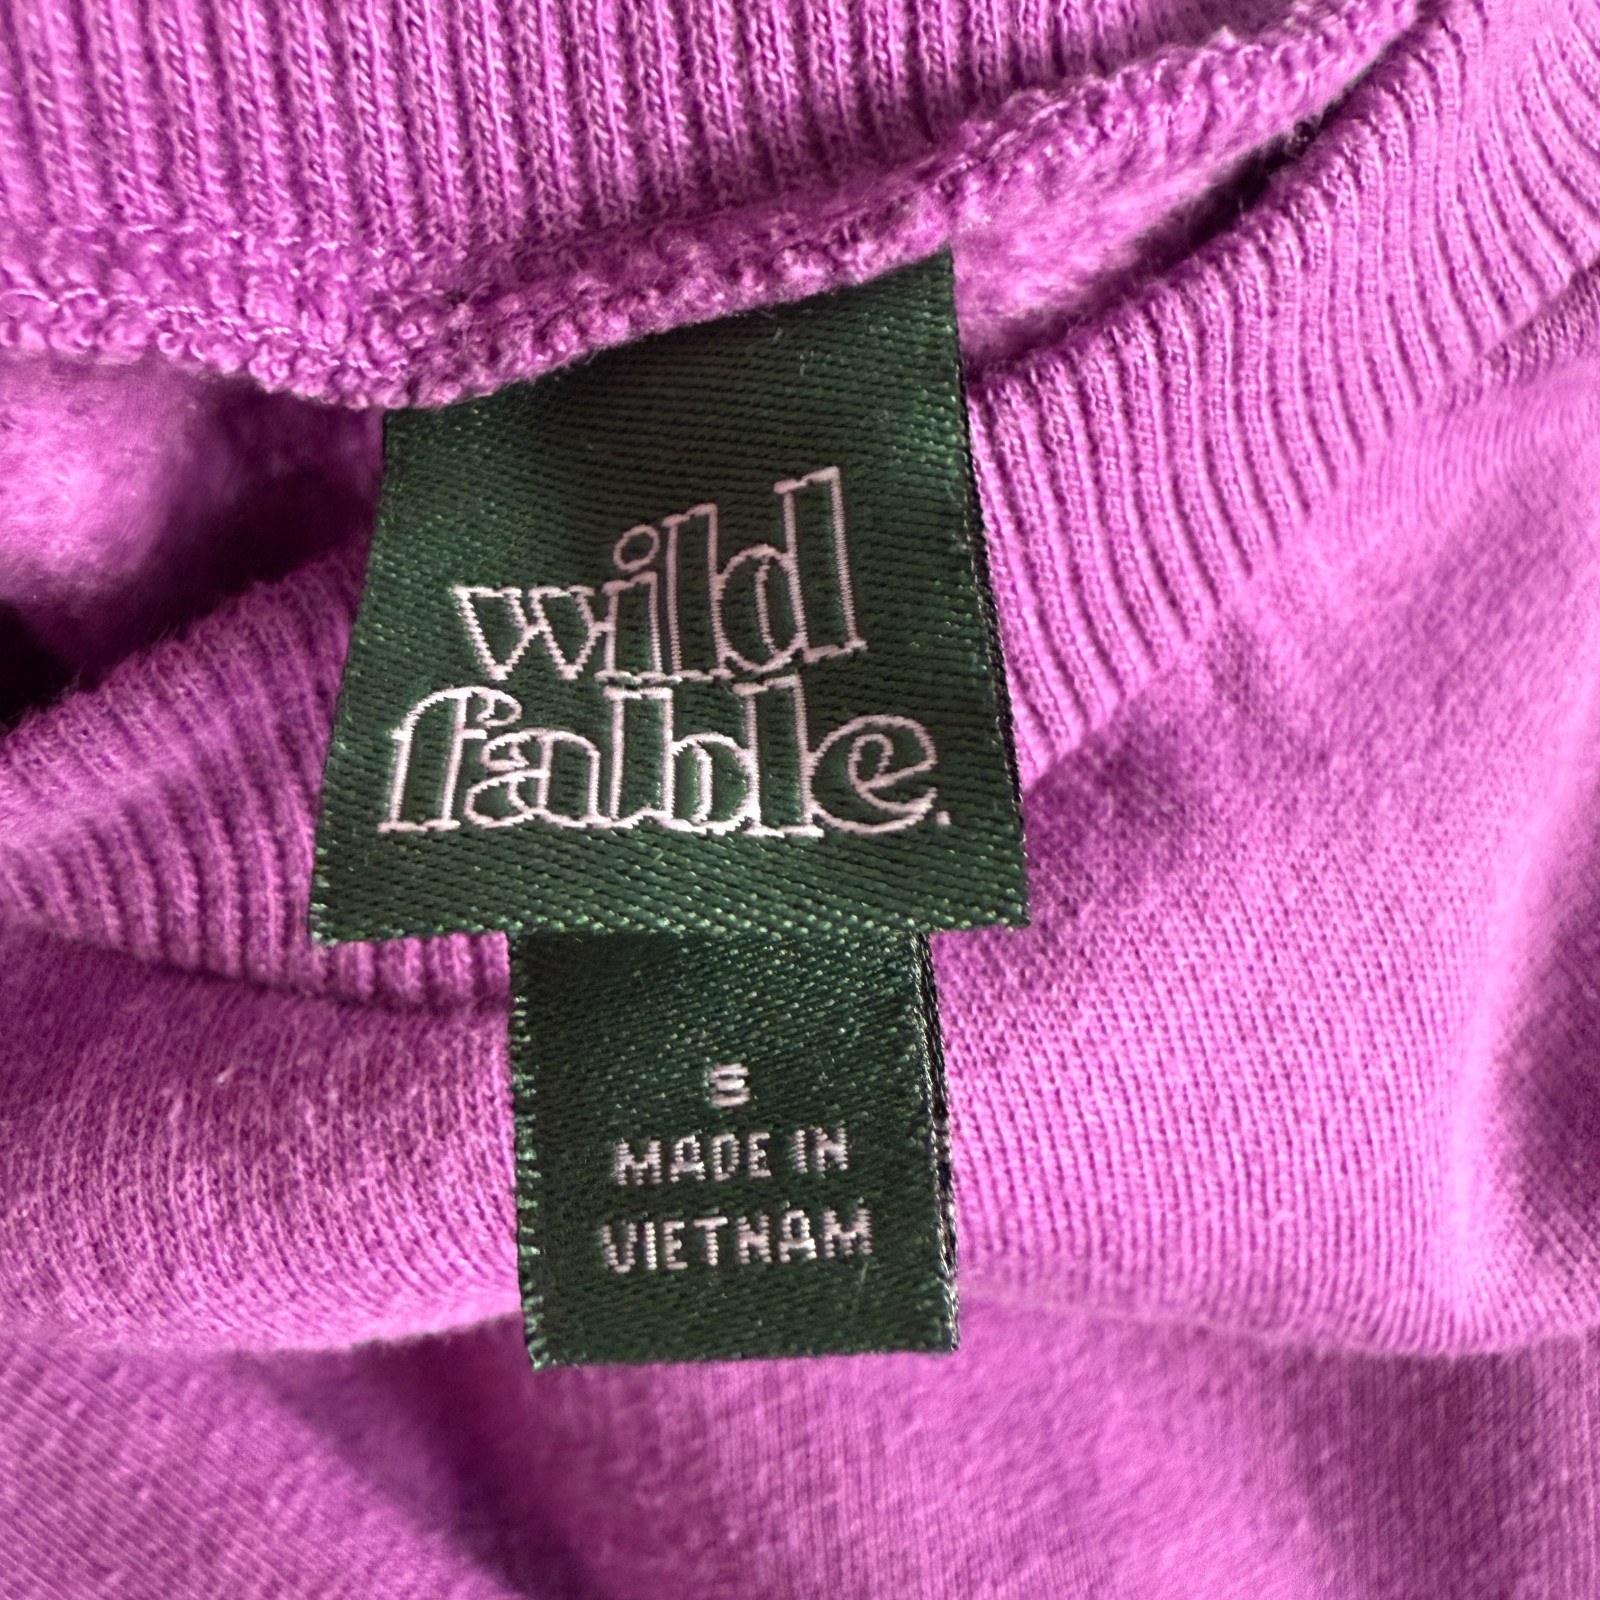 wild
fable.
S
MADE IN
VIETNAM